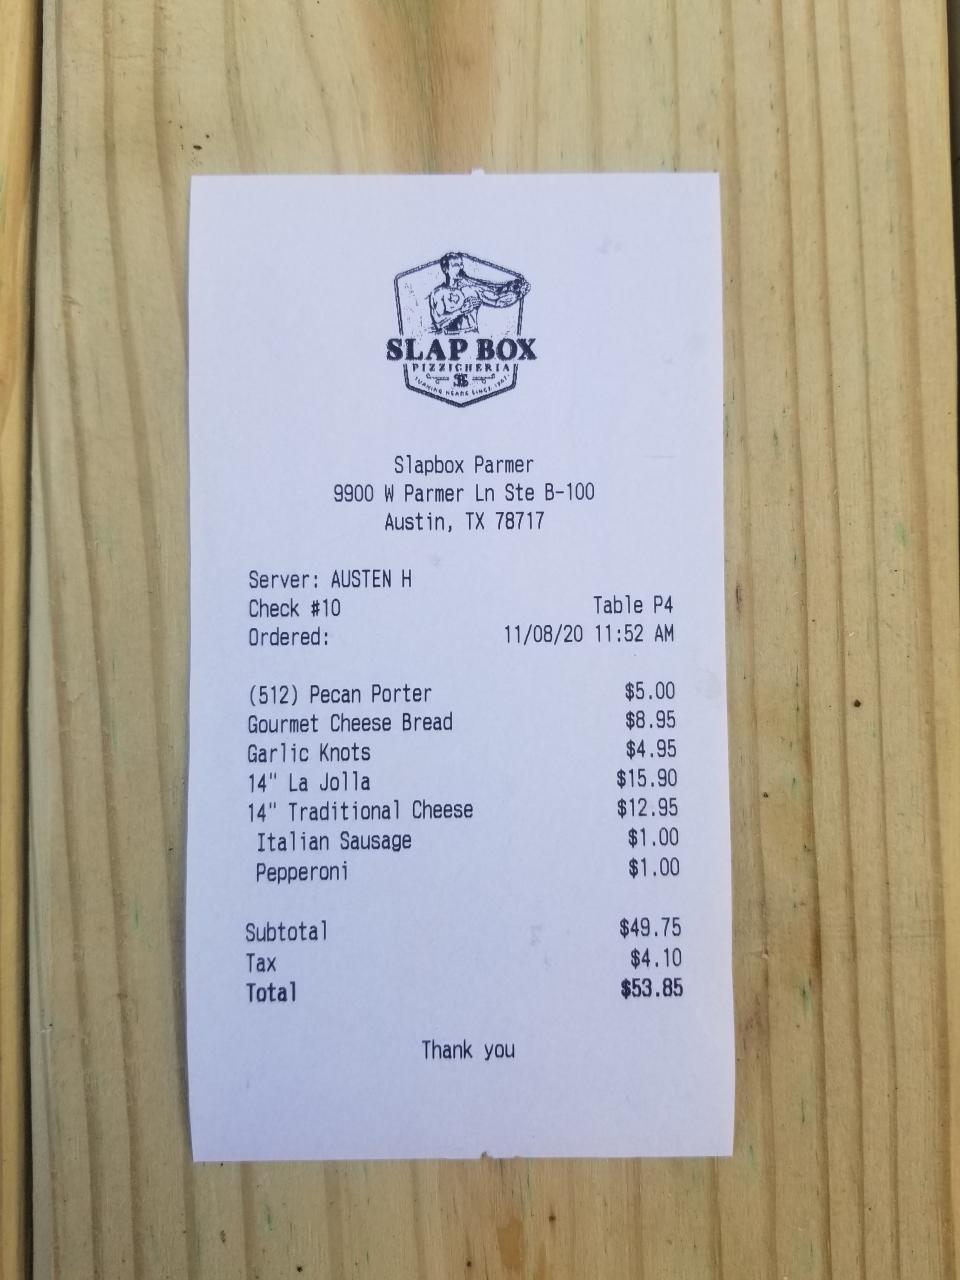 SLAP BOX
PIZZICHERIA
Slapbox Parmer
9900 W Parmer Ln Ste B-100
Austin, TX 78717
Server: AUSTEN H
Check #10 Table P4
Ordered: 11/08/20 11:52 AM
(512) Pecan Porter $5.00
Gourmet Cheese Bread $8.95
Garlic Knots $4.95
14" La Jolla $15.90
14" Traditional Cheese $12.95
Italian Sausage $1.00
Pepperoni $1.00
Subtotal $49.75
Tax $4.10
Total $53.85
Thank you